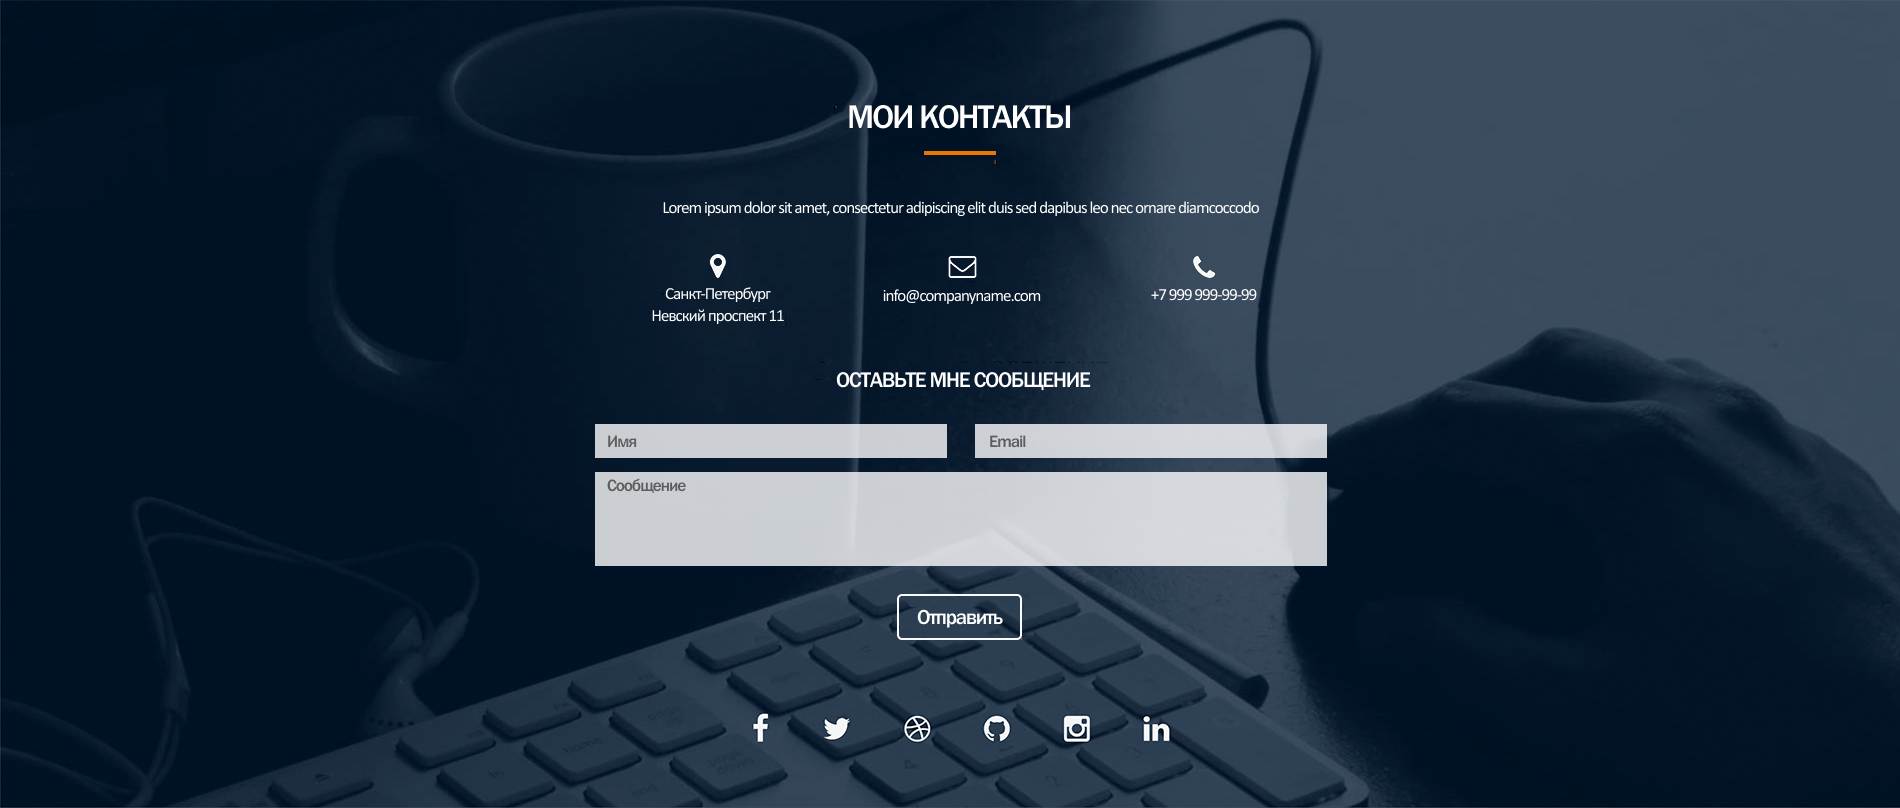 МОИ КОНТАКТЫ
Lorem ipsum dolor sit amet, consectetur adipiscing elit duis sed dapibus leo nec ornare diamcoccodo
Санкт-Петербург
Невский проспект 11
info@companyname.com
+7 999 999-99-99
ОСТАВЬТЕ МНЕ СООБЩЕНИЕ
Имя
Email
Сообщение
Отправить